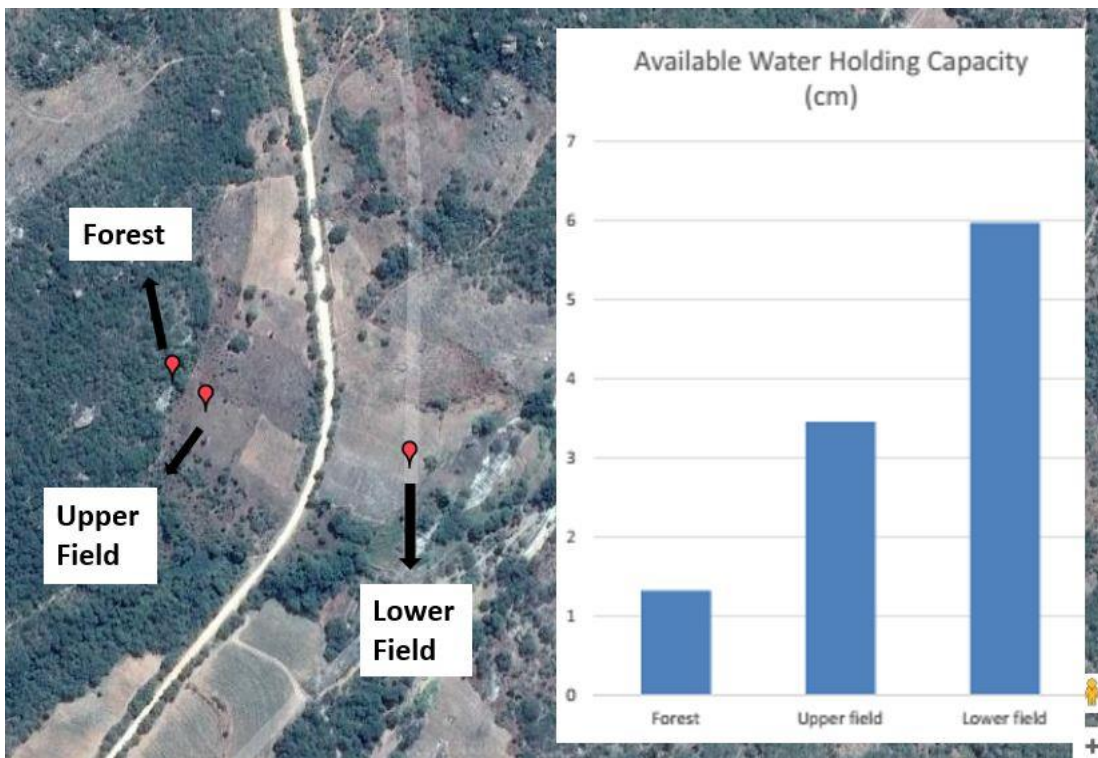 Forest
Upper
Field
Lower
Field
Available Water Holding Capacity
(cm)
7
6
5
4
3
2
1
0
Forest
Upper field
Lower field